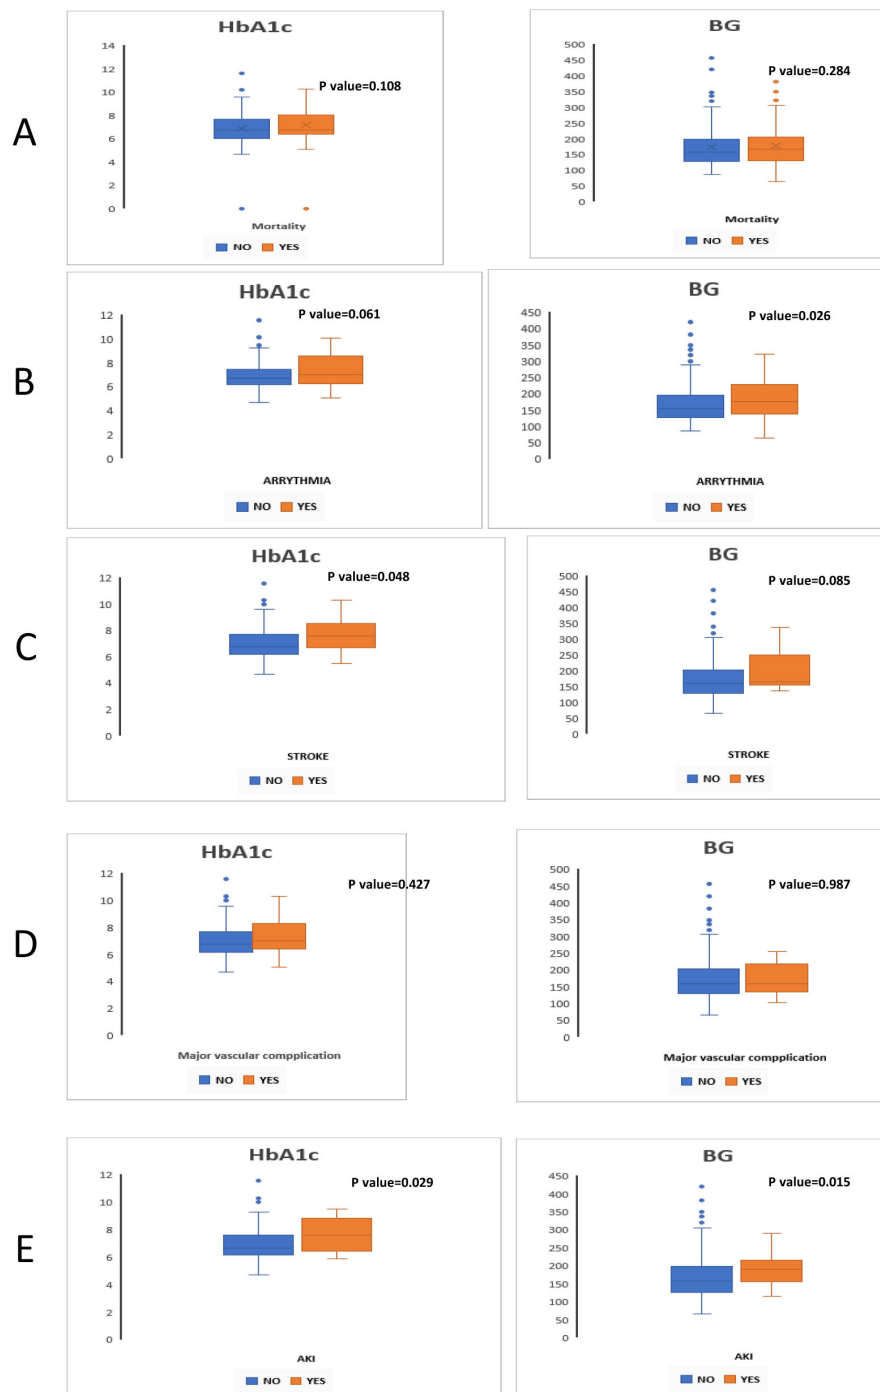 A
HbA1c
14
12
10
8
6
4
2
0
P value=0.108
Mortality
NO YES
BG
500
450
400
350
300
250
200
150
100
50
0
P value=0.284
Mortality
NO YES
B
HbA1c
12
10
8
6
4
2
0
P value=0.061
ARRYTHMIA
NO YES
BG
450
400
350
300
250
200
150
100
50
0
P value=0.026
ARRYTHMIA
NO YES
C
HbA1c
12
10
8
6
4
2
0
P value=0.048
STROKE
NO YES
BG
500
450
400
350
300
250
200
150
100
50
0
P value=0.085
STROKE
NO YES
D
HbA1c
12
10
8
6
4
2
0
P value=0.427
Major vascular compplication
NO YES
BG
500
450
400
350
300
250
200
150
100
50
0
P value=0.987
Major vascular compplication
NO YES
E
HbA1c
12
10
8
6
4
2
0
P value=0.029
AKI
NO YES
BG
450
400
350
300
250
200
150
100
50
0
P value=0.015
AKI
NO YES